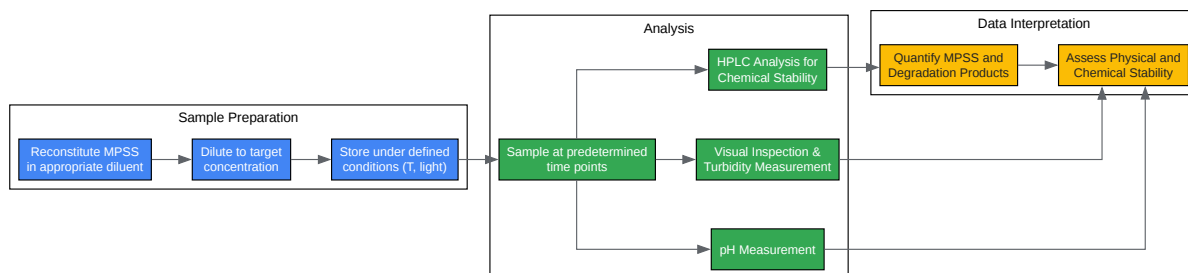 Sample Preparation
Reconstitute MPSS
in appropriate diluent
Dilute to target
concentration
Store under defined
conditions (T, light)
Analysis
Sample at predetermined
time points
HPLC Analysis for
Chemical Stability
Visual Inspection &
Turbidity Measurement
pH Measurement
Data Interpretation
Quantify MPSS and
Degradation Products
Assess Physical and
Chemical Stability